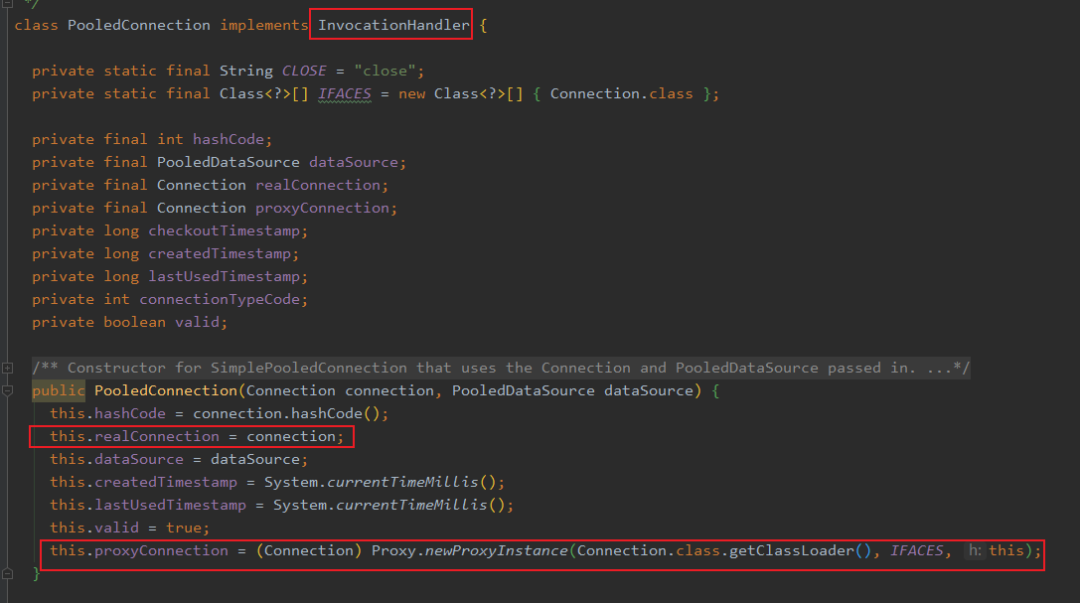 */
class PooledConnection implements InvocationHandler {
private static final String CLOSE = "close";
private static final Class<?>[] IFACES = new Class<?>[] { Connection.class };
private final int hashCode;
private final PooledDataSource dataSource;
private final Connection realConnection;
private final Connection proxyConnection;
private long checkoutTimestamp;
private long createdTimestamp;
private long lastUsedTimestamp;
private int connectionTypeCode;
private boolean valid;
/** Constructor for SimplePooledConnection that uses the Connection and PooledDataSource passed in. ...*/
public PooledConnection(Connection connection, PooledDataSource dataSource) {
this.hashCode = connection.hashCode();
this.realConnection = connection;
this.dataSource = dataSource;
this.createdTimestamp = System.currentTimeMillis();
this.lastUsedTimestamp = System.currentTimeMillis();
this.valid = true;
this.proxyConnection = (Connection) Proxy.newProxyInstance(Connection.class.getClassLoader(), IFACES, h: this);
}